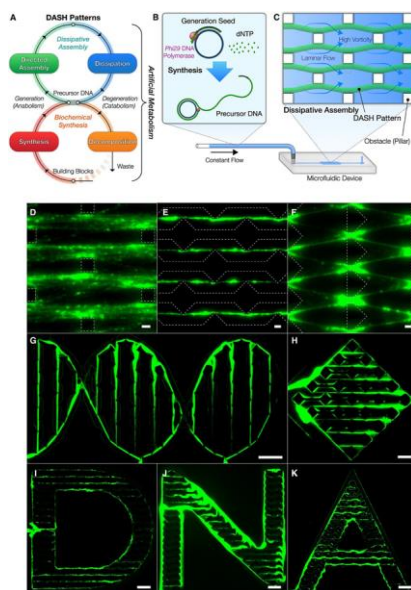 A
DASH Patterns
Dissipative
Assembly
Directed
Assembly
Dissipation
Precursor DNA
Generation
(Anabolism)
Degeneration
(Catabolism)
Biochemical
Synthesis
Synthesis
Decomposition
Waste
Building Blocks
Artificial Metabolism
B
Generation Seed
Phi29 DNA
Polymerase
dNTP
Synthesis
Precursor DNA
Constant Flow
Microfluidic Device
C
High Vorticity
Laminar Flow
Dissipative Assembly
DASH
Pattern
Obstacle (Pillar)
D
E
F
G
H
I
J
K